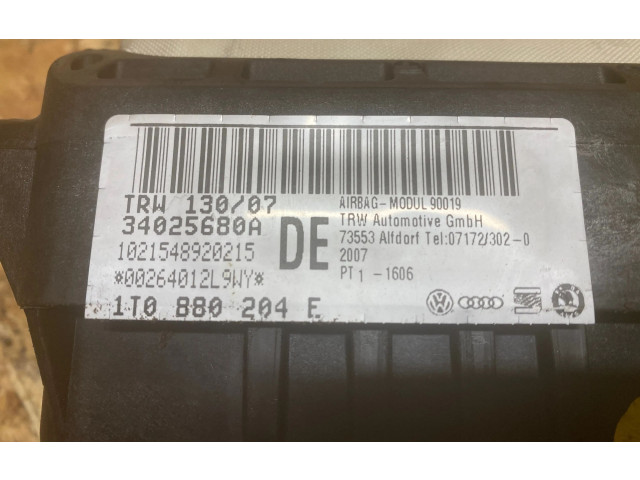 TRW 130/07
34025680A
1021548920215
*00264012L9WY*
1T0 880 204 E
DE
AIRBAG-MODUL 90019
TRW Automotive GmbH
73553 Alfdorf Tel:07172/302-0
2007
PT1 -1606